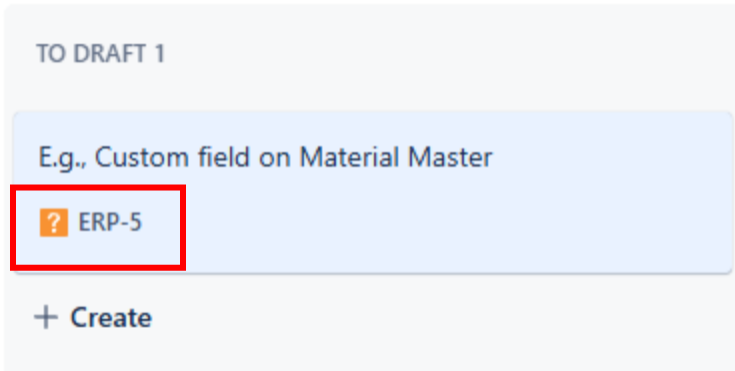 TO DRAFT 1
E.g., Custom field on Material Master
? ERP-5
+ Create